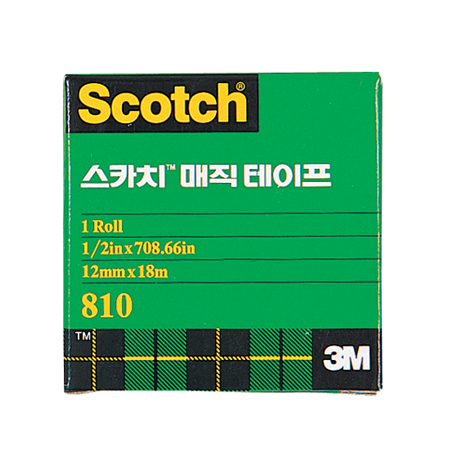 Scotch®
스카치™ 매직 테이프
1 Roll
1/2in x 708.66in
12mm x 18m
810
TM
3M